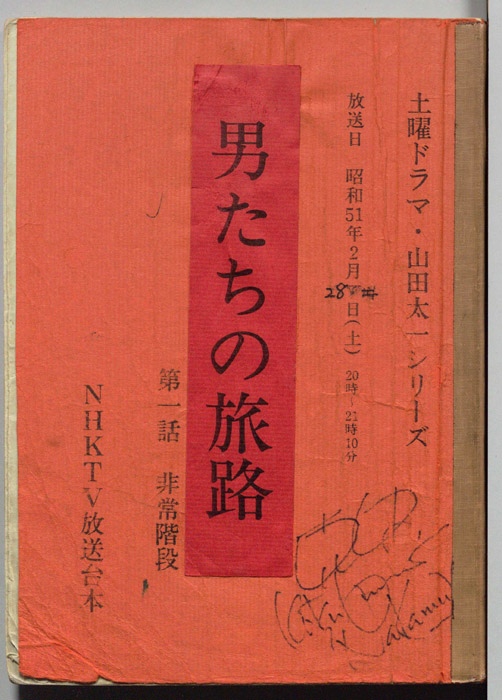 土曜ドラマ・山田太一シリーズ
放送日 昭和51年2月28日(土) 20時〜21時10分
男たちの旅路
第一話 非常階段
NHKTV放送台本